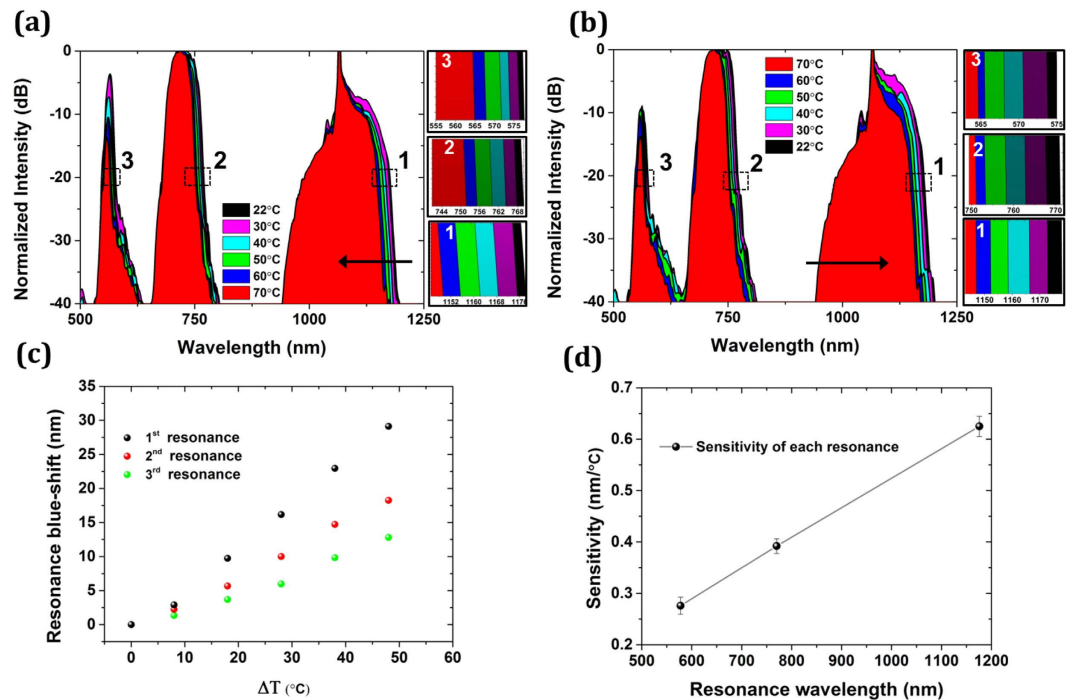 (a)
0
-10
-20
-30
-40
Normalized Intensity (dB)
3
2
1
22°C
30°C
40°C
50°C
60°C
70°C
500 750 1000 1250
Wavelength (nm)
3
555 560 565 570 575
2
744 750 752 756 762 768
1
1152 1160 1168 1176
(b)
0
-10
-20
-30
-40
Normalized Intensity (dB)
3
2
1
70°C
60°C
50°C
40°C
30°C
22°C
500 750 1000 1250
Wavelength (nm)
3
565 570 575
2
750 760 770
1
1150 1160 1170
(c)
35
30
25
20
15
10
5
0
Resonance blue-shift (nm)
1st resonance
2nd resonance
3rd resonance
0 10 20 30 40 50 60
ΔT (°C)
(d)
0.7
0.6
0.5
0.4
0.3
0.2
Sensitivity (nm/°C)
Sensitivity of each resonance
500 600 700 800 900 1000 1100 1200
Resonance wavelength (nm)